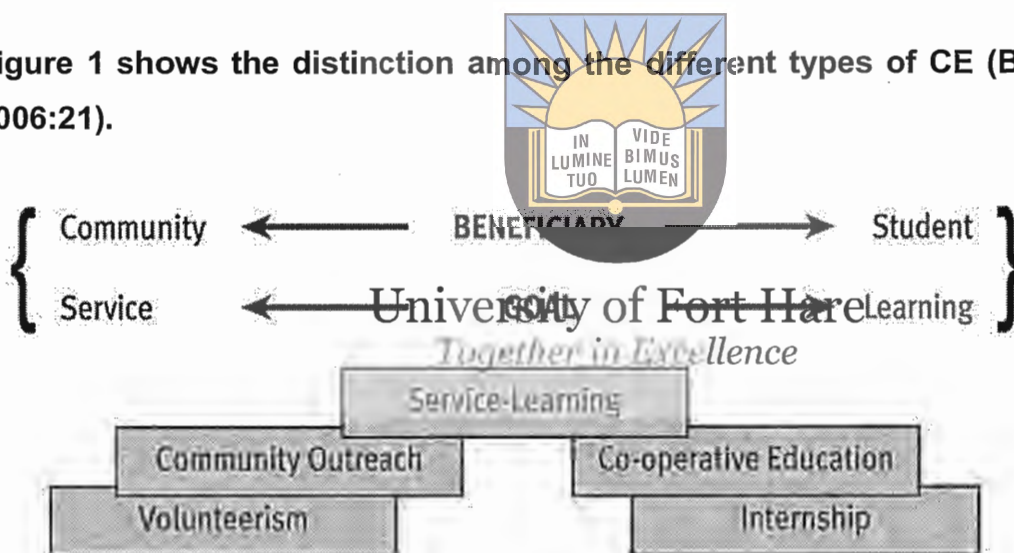 igure 1 shows the distinction among the different types of CE (B
006:21).
IN LUMINE TUO
VIDE BIMUS LUMEN
Community BENEFICIARY Student
Service GOAL Learning
University of Fort Hare
Together in Excellence
Service-Learning
Community Outreach Co-operative Education
Volunteerism Internship